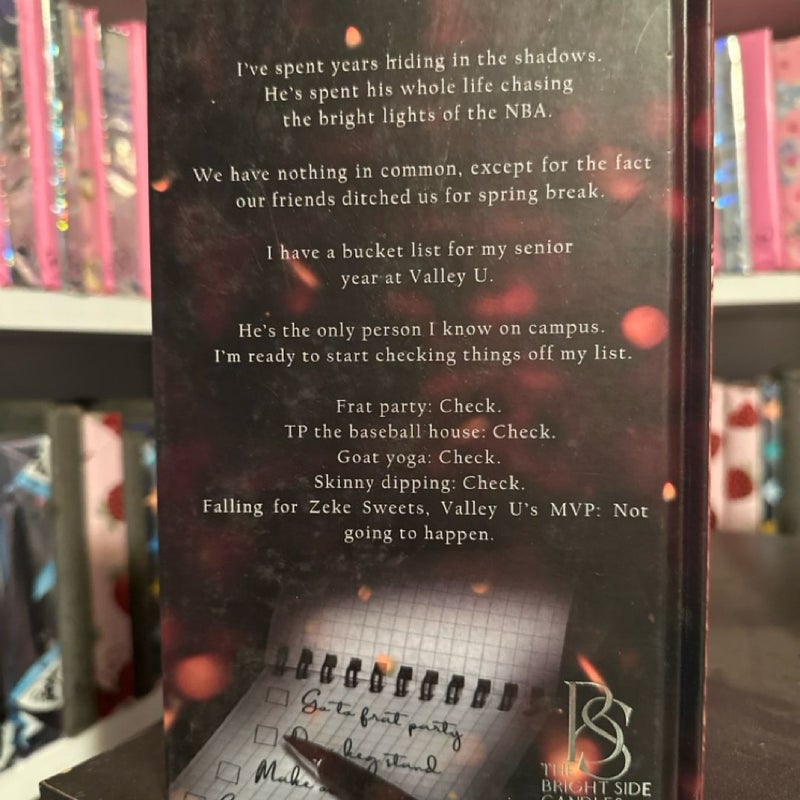 I've spent years hiding in the shadows.
He's spent his whole life chasing
the bright lights of the NBA.
We have nothing in common, except for the fact
our friends ditched us for spring break.
I have a bucket list for my senior
year at Valley U.
He's the only person I know on campus.
I'm ready to start checking things off my list.
Frat party: Check.
TP the baseball house: Check.
Goat yoga: Check.
Skinny dipping: Check.
Falling for Zeke Sweets, Valley U's MVP: Not
going to happen.
Go to frat party
keg stand
Make
BS
THE
BRIGHT SIDE
CANDLES